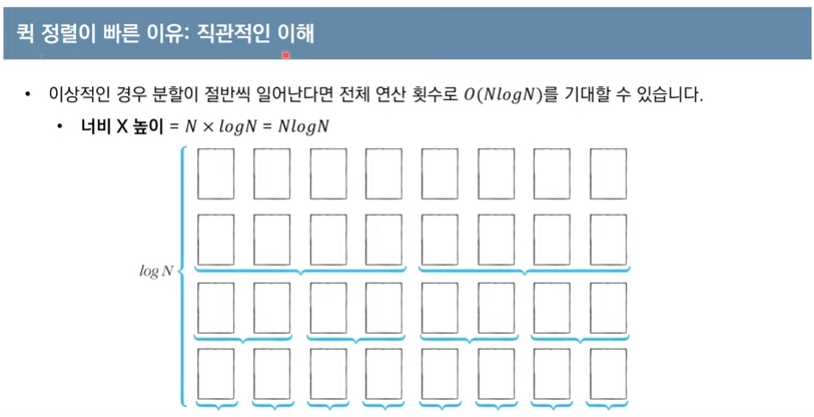 퀵 정렬이 빠른 이유: 직관적인 이해
• 이상적인 경우 분할이 절반씩 일어난다면 전체 연산 횟수로 O(NlogN)를 기대할 수 있습니다.
• 너비 X 높이 = N × logN = NlogN
log N